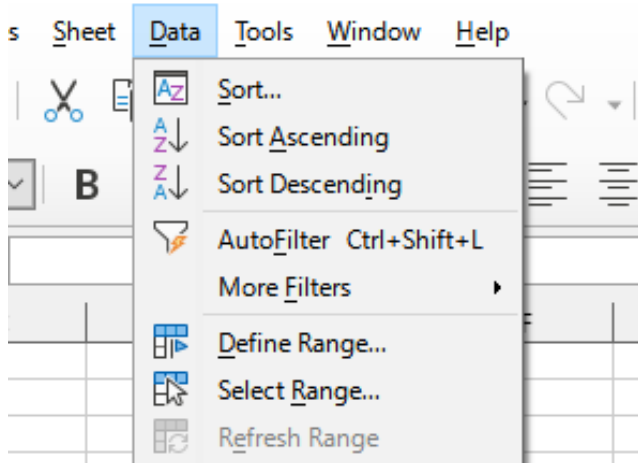 s Sheet Data Tools Window Help
Sort...
Sort Ascending
B Sort Descending
AutoFilter Ctrl+Shift+L
More Filters
Define Range...
Select Range...
Refresh Range